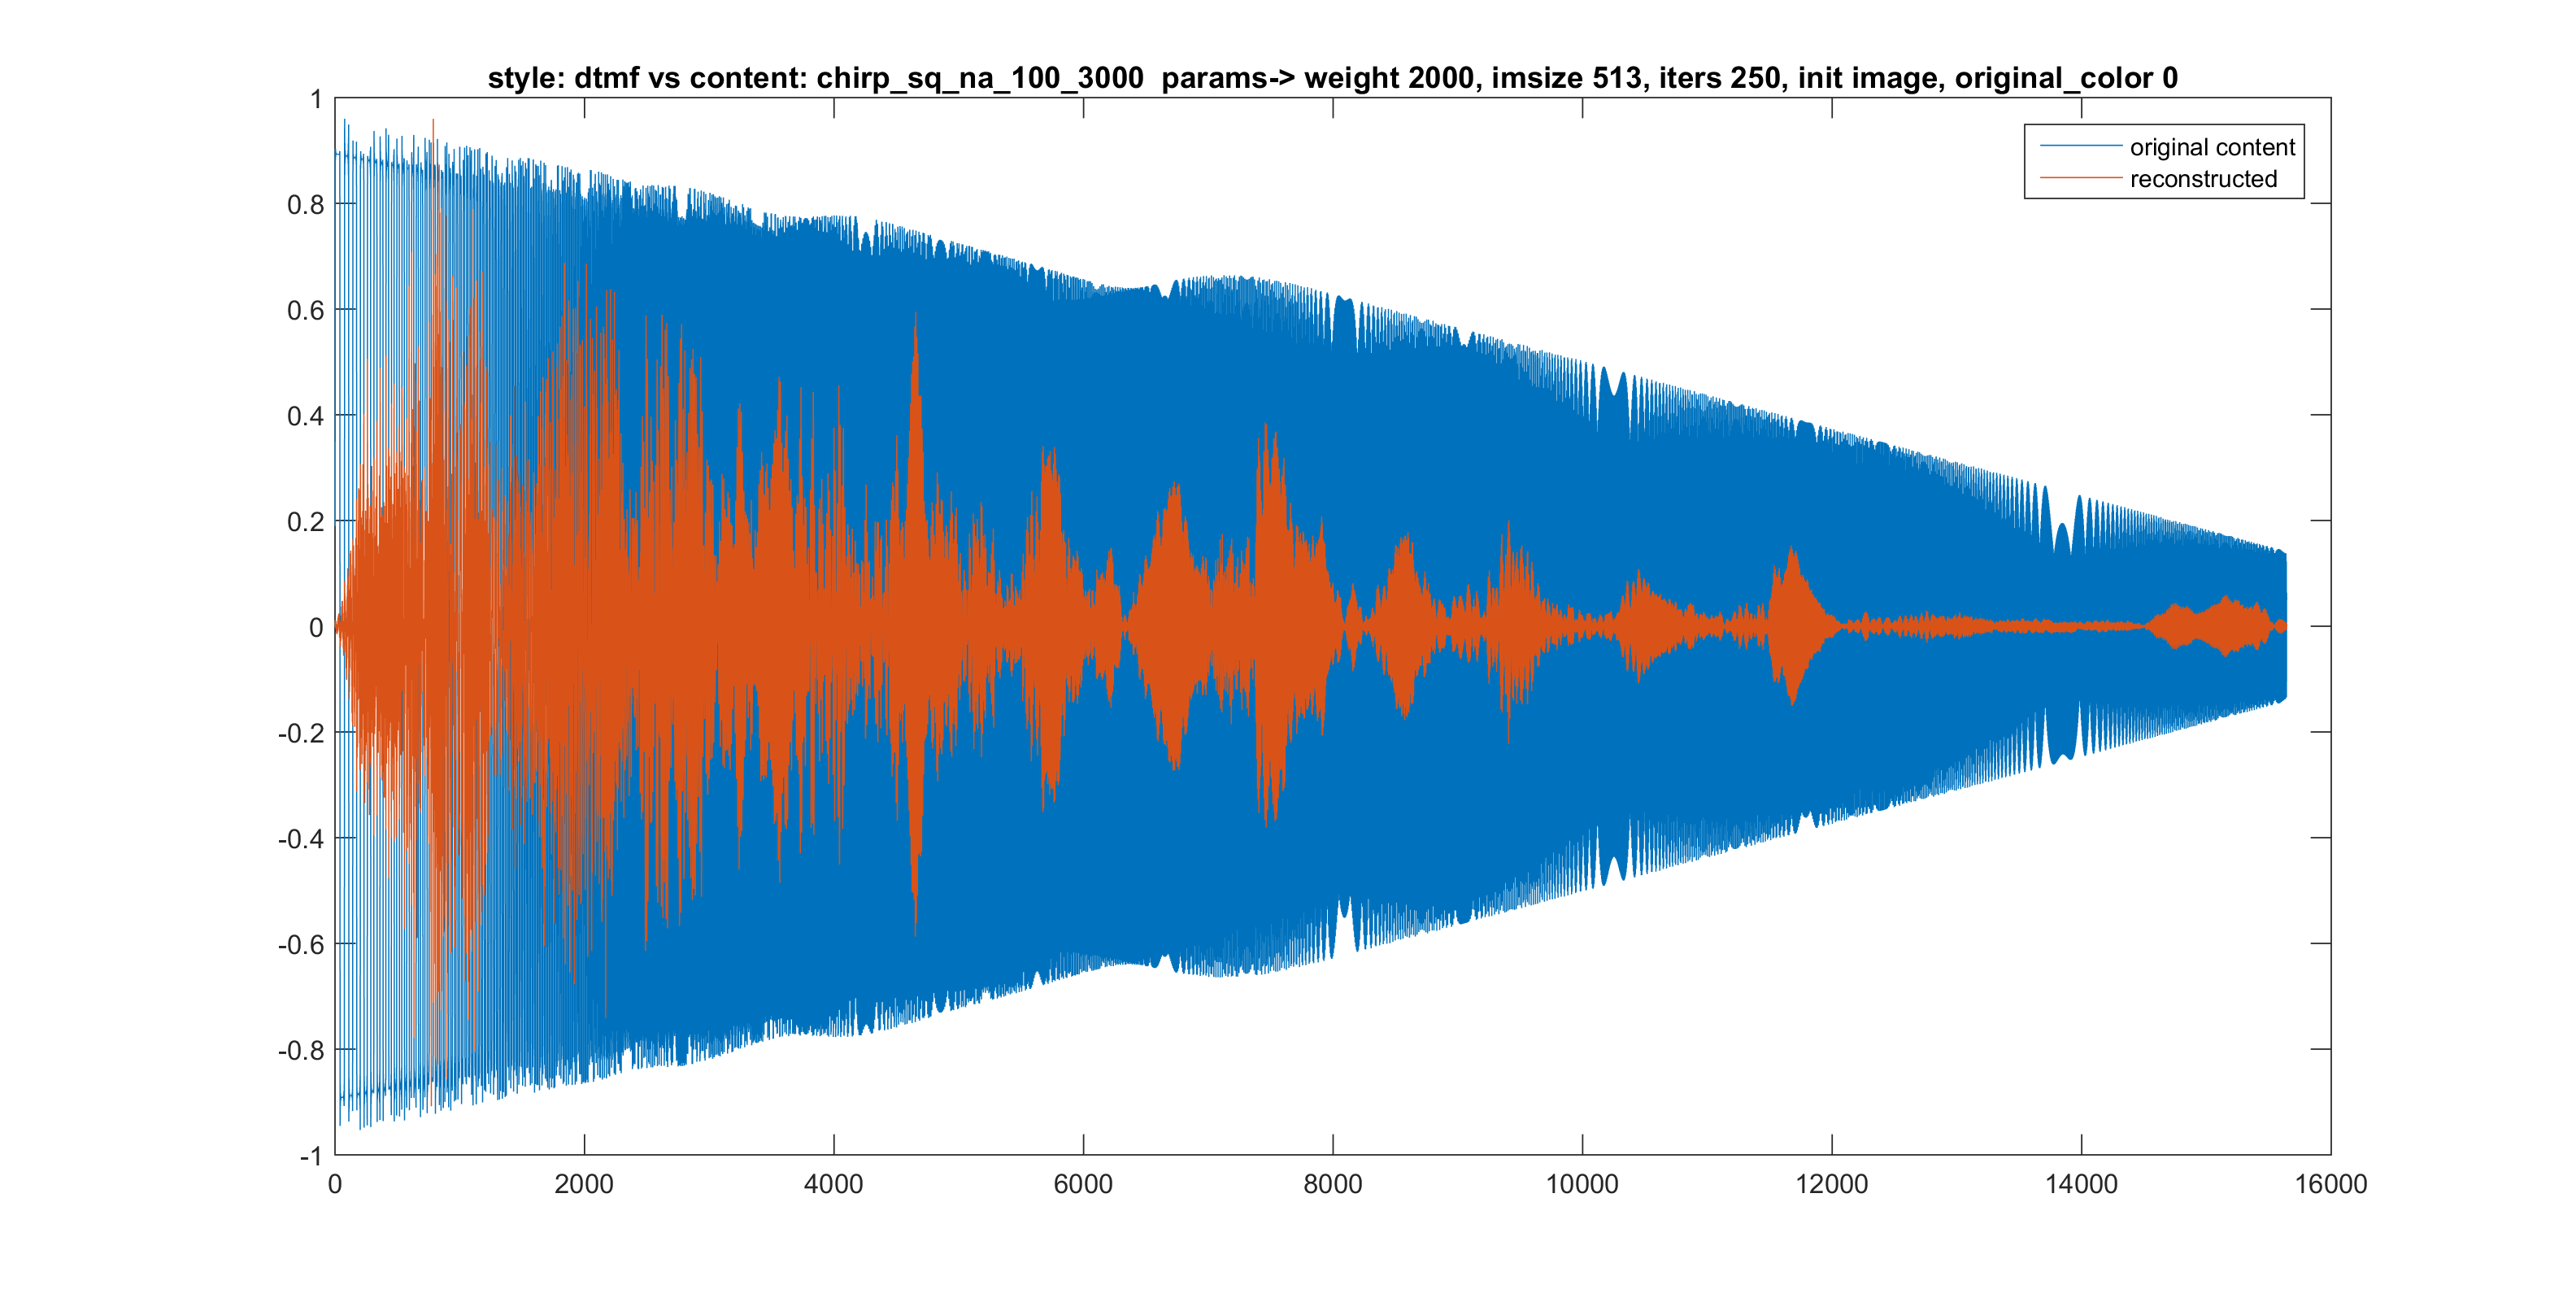 style: dtmf vs content: chirp_sq_na_100_3000  params-> weight 2000, imsize 513, iters 250, init image, original_color 0
original content
reconstructed
1
0.8
0.6
0.4
0.2
0
-0.2
-0.4
-0.6
-0.8
-1
0 2000 4000 6000 8000 10000 12000 14000 16000